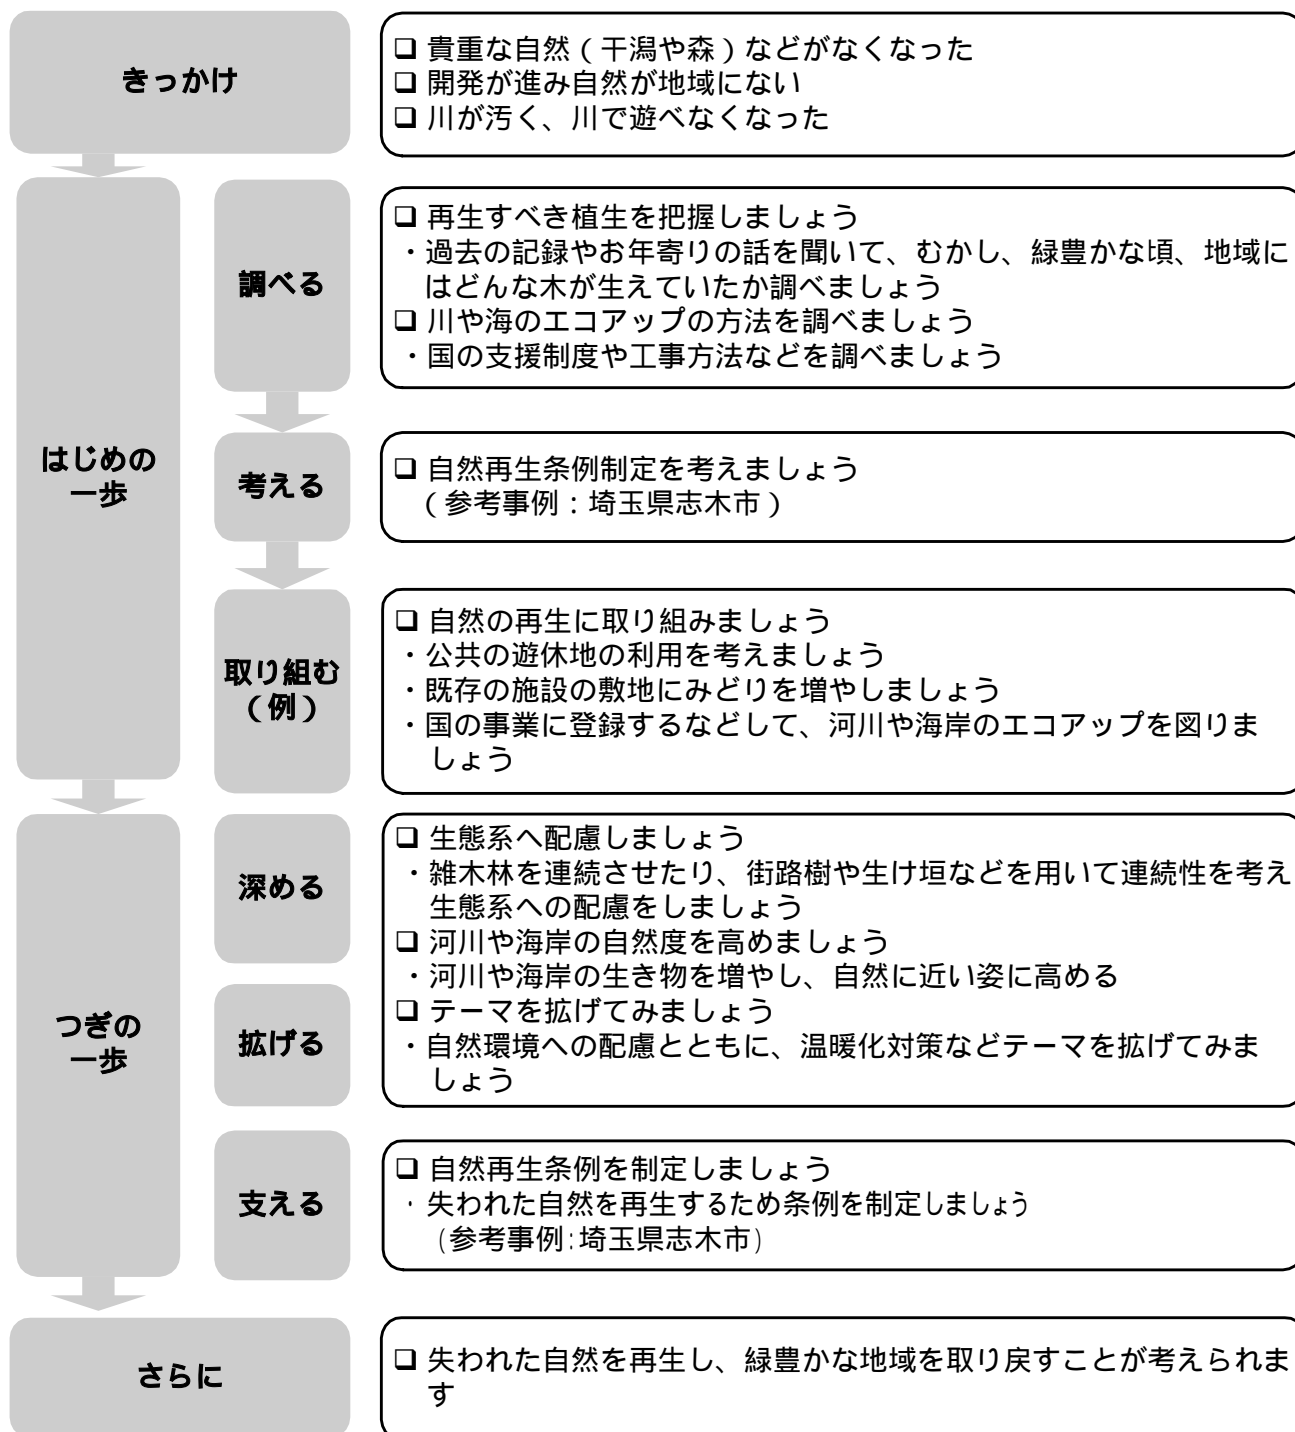 きっかけ
❑ 貴重な自然（干潟や森）などがなくなった
❑ 開発が進み自然が地域にない
❑ 川が汚く、川で遊べなくなった
はじめの
一歩
調べる
❑ 再生すべき植生を把握しましょう
・過去の記録やお年寄りの話を聞いて、むかし、緑豊かな頃、地域に
はどんな木が生えていたか調べましょう
❑ 川や海のエコアップの方法を調べましょう
・国の支援制度や工事方法などを調べましょう
考える
❑ 自然再生条例制定を考えましょう
（参考事例：埼玉県志木市）
取り組む
（例）
❑ 自然の再生に取り組みましょう
・公共の遊休地の利用を考えましょう
・既存の施設の敷地にみどりを増やしましょう
・国の事業に登録するなどして、河川や海岸のエコアップを図りま
しょう
つぎの
一歩
深める
❑ 生態系へ配慮しましょう
・雑木林を連続させたり、街路樹や生け垣などを用いて連続性を考え
生態系への配慮をしましょう
❑ 河川や海岸の自然度を高めましょう
・河川や海岸の生き物を増やし、自然に近い姿に高める
拡げる
❑ テーマを拡げてみましょう
・自然環境への配慮とともに、温暖化対策などテーマを拡げてみま
しょう
支える
❑ 自然再生条例を制定しましょう
・失われた自然を再生するため条例を制定しましょう
（参考事例:埼玉県志木市）
さらに
❑ 失われた自然を再生し、緑豊かな地域を取り戻すことが考えられま
す